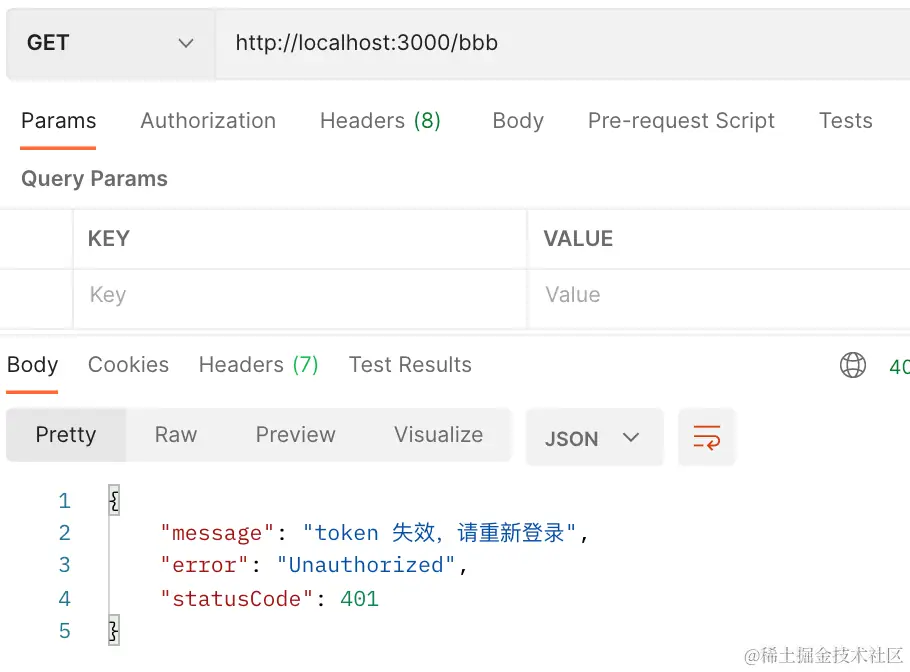 GET http://localhost:3000/bbb
Params Authorization Headers (8) Body Pre-request Script Tests
Query Params
KEY VALUE
Key Value
Body Cookies Headers (7) Test Results 40
Pretty Raw Preview Visualize JSON
1 {
2 "message": "token 失效，请重新登录",
3 "error": "Unauthorized",
4 "statusCode": 401
5 }
@稀土掘金技术社区